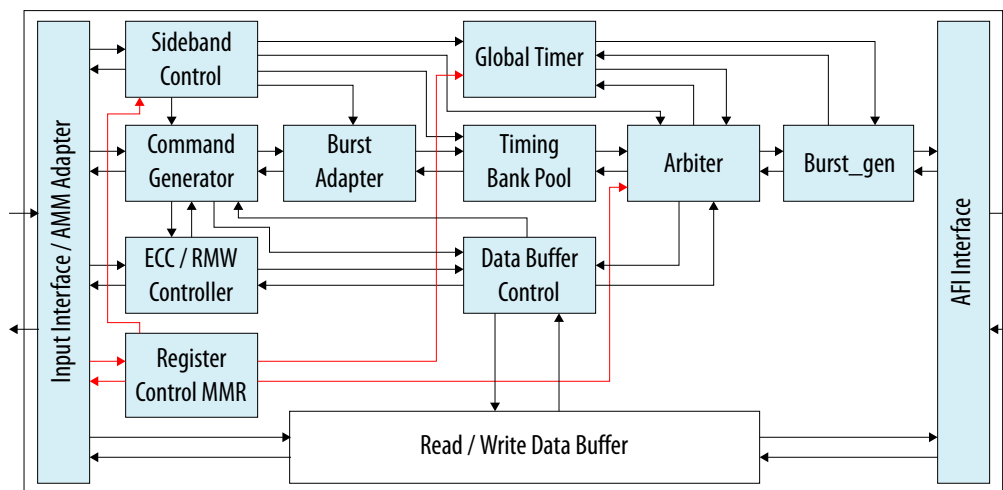 Input Interface / AMM Adapter
Sideband
Control
Global Timer
Command
Generator
Burst
Adapter
Timing
Bank Pool
Arbiter
Burst_gen
AFI Interface
ECC / RMW
Controller
Data Buffer
Control
Register
Control MMR
Read / Write Data Buffer